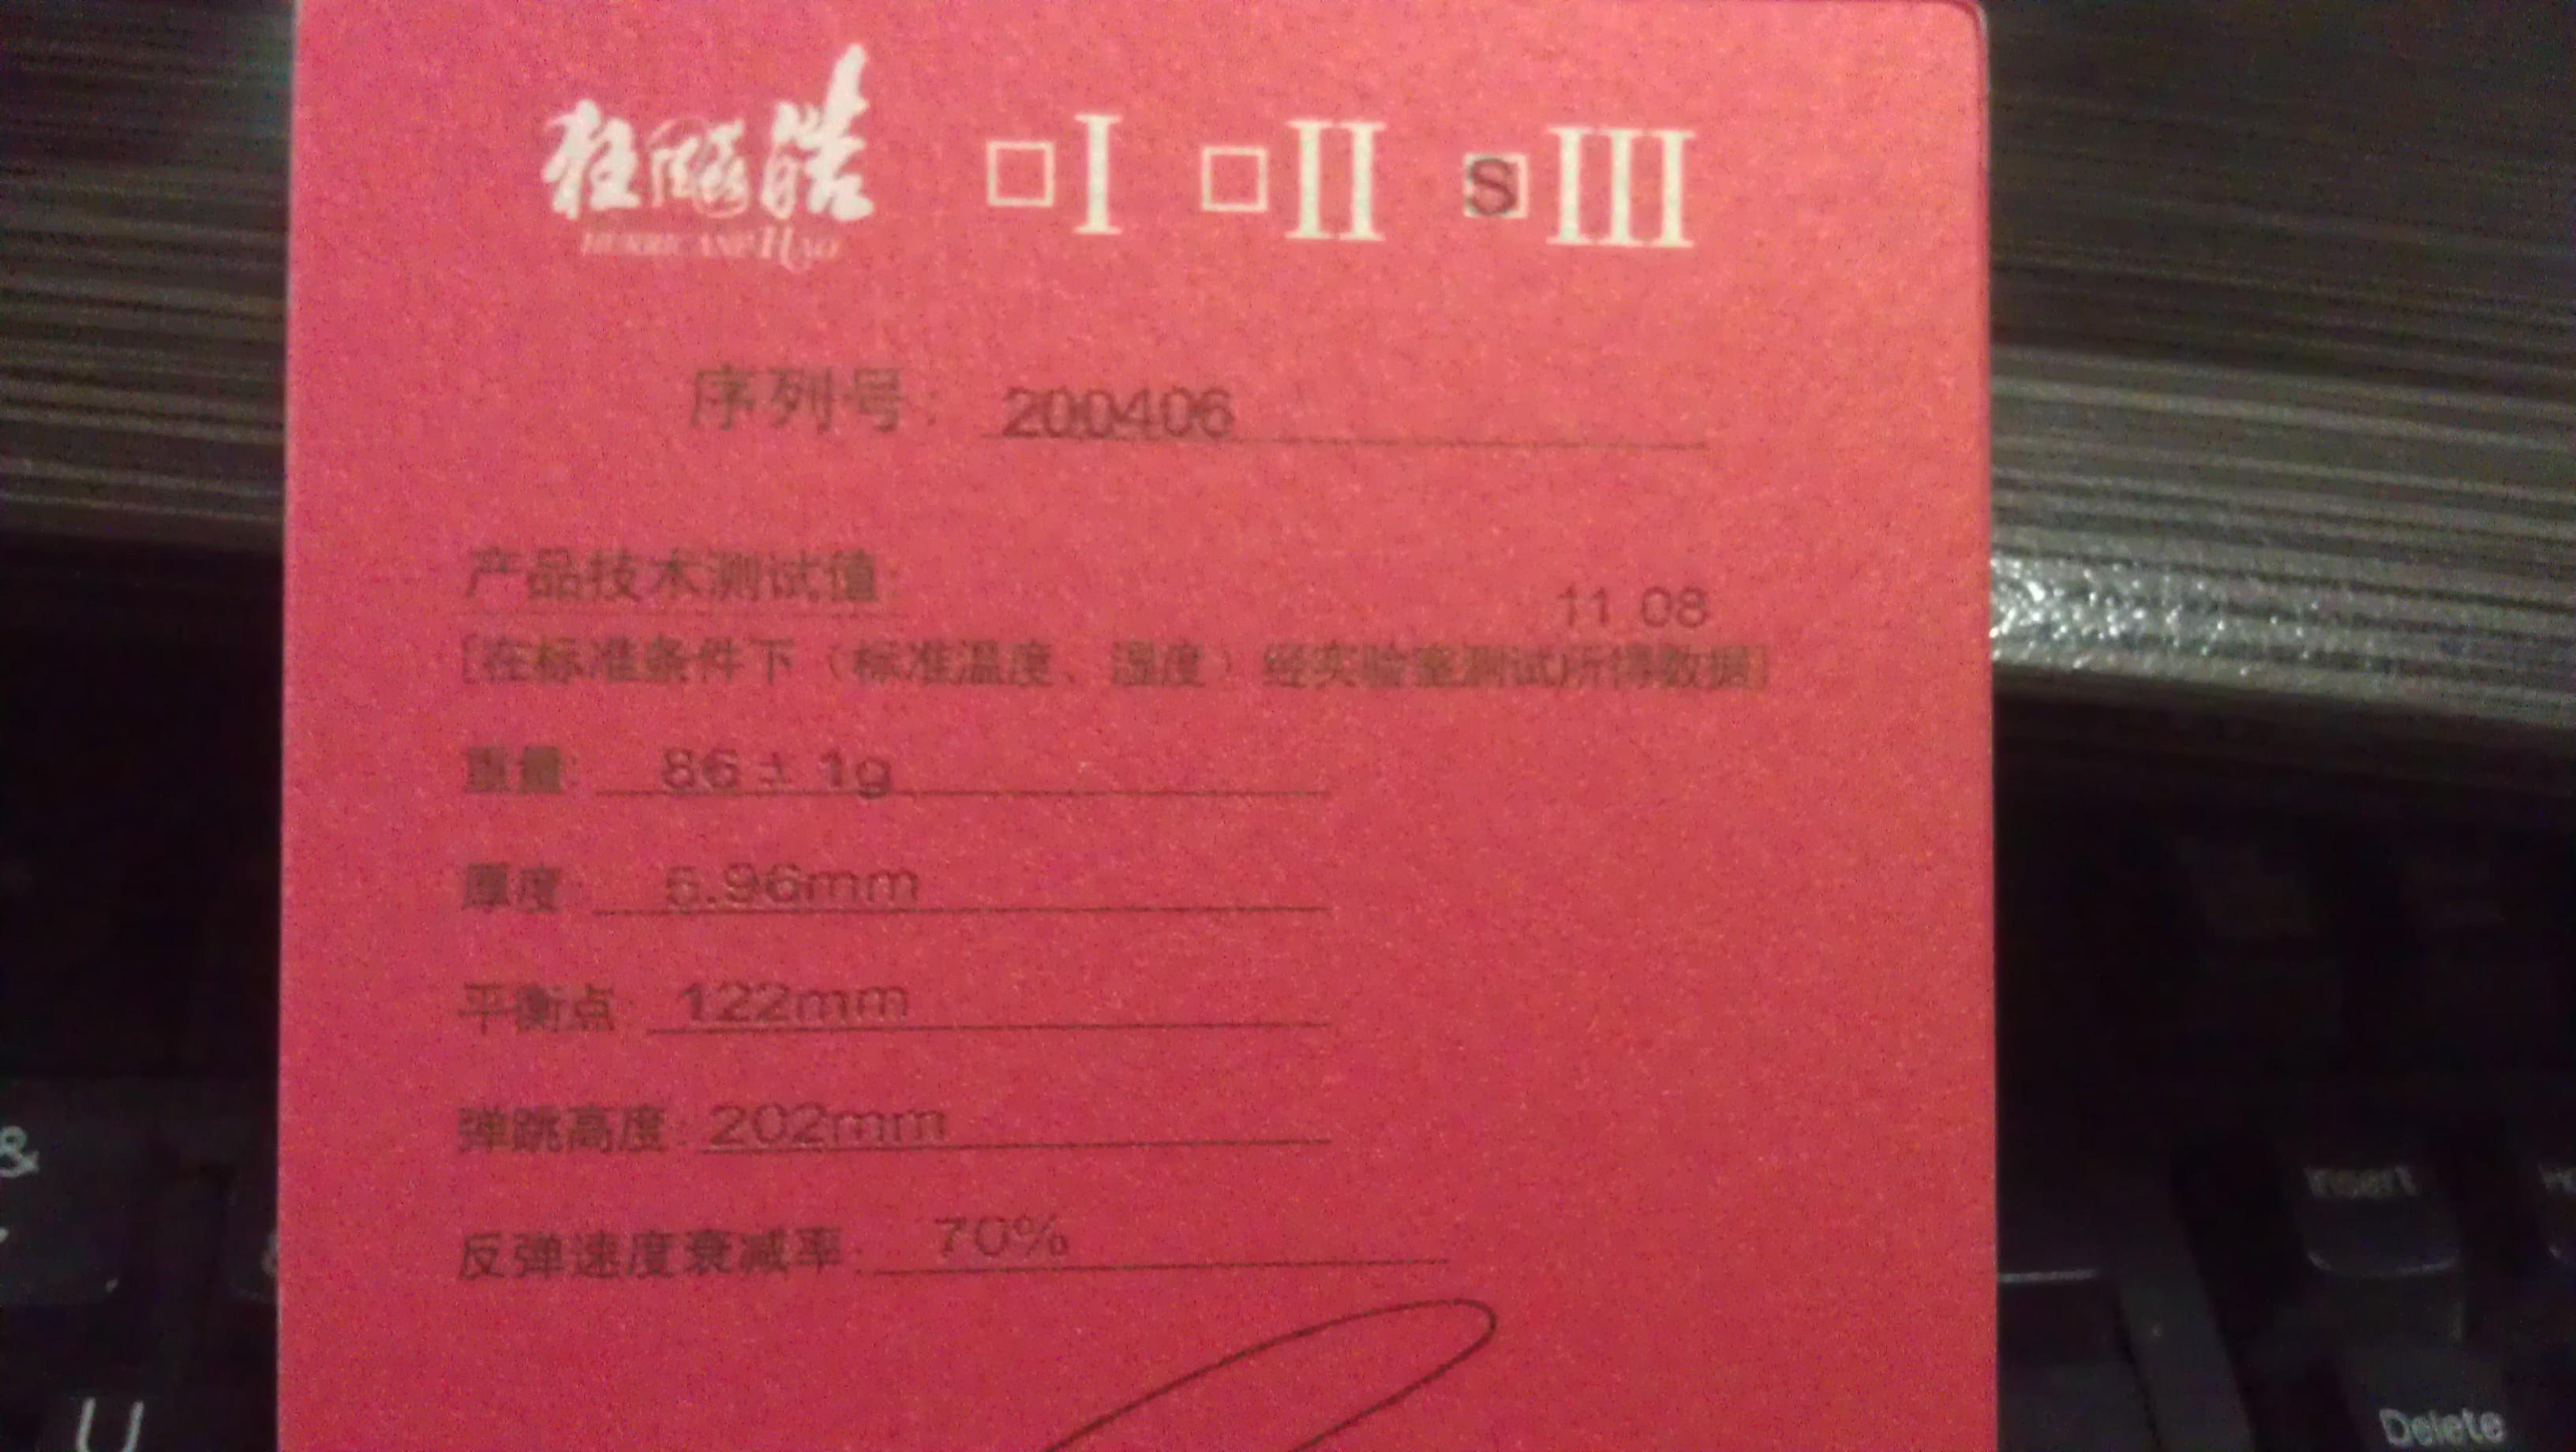 狂飚皓 □I □II S III
HURRICANE HAO
序列号: 200406
产品技术测试值:
11 08
[在标准条件下（标准温度、湿度）经实验室测试所得数据]
重量: 86± 1g
厚度: 5.96mm
平衡点: 122mm
弹跳高度: 202mm
反弹速度衰减率: 70%
&
U
Insert
Delete